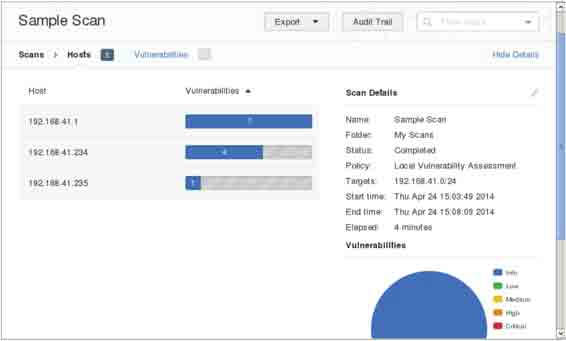 Sample Scan
Export
Audit Trail
Scans > Hosts
Vulnerabilities
Hide Details
Host
Vulnerabilities
Scan Details
192.168.41.1
192.168.41.234
4
192.168.41.235
1
Name: Sample Scan
Folder: My Scans
Status: Completed
Policy: Local Vulnerability Assessment
Targets: 192.168.41.0/24
Start time: Thu Apr 24 15:03:49 2014
End time: Thu Apr 24 15:08:09 2014
Elapsed: 4 minutes
Vulnerabilities
Info
Low
Medium
High
Critical